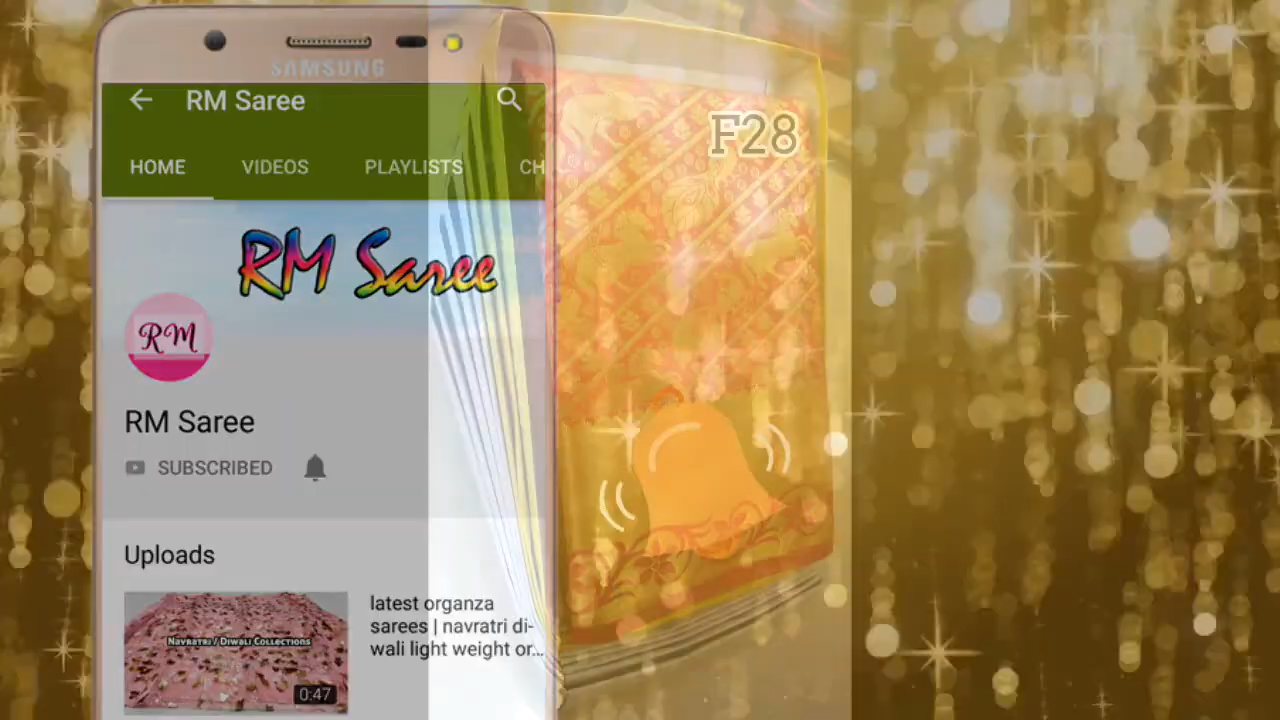 SAMSUNG
RM Saree
HOME VIDEOS PLAYLISTS CH
F28
RM Saree
RM
RM Saree
SUBSCRIBED
Uploads
NAVRATRI / DIWALI COLLECTIONS
0:47
latest organza
sarees | navratri di-
wali light weight or...